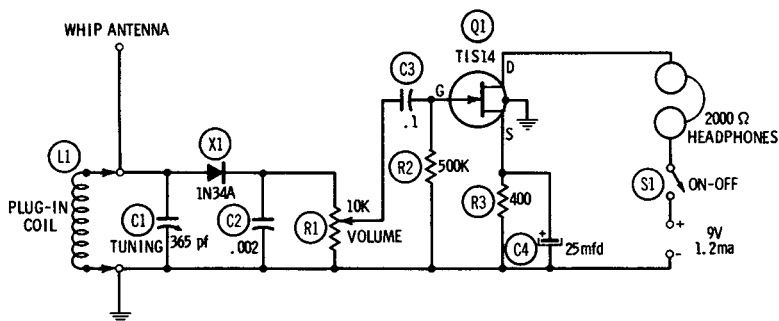 WHIP ANTENNA
L1
PLUG-IN
COIL
C1
TUNING
365 pf
X1
1N34A
C2
.002
R1
10K
VOLUME
C3
.1
Q1
TIS14
G
D
S
R2
500K
R3
400
C4
+
25mfd
2000 Ω
HEADPHONES
S1
ON-OFF
+
9V
1.2ma
-